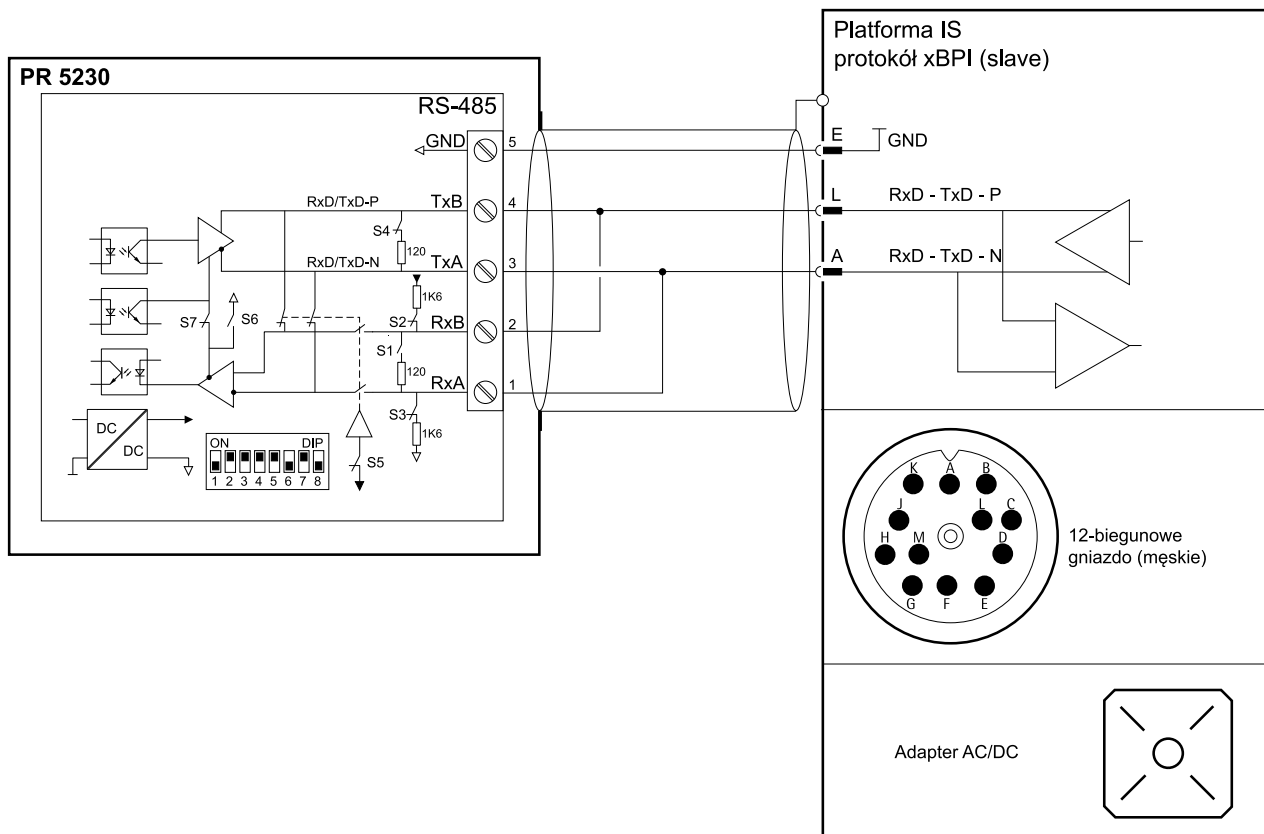 PR 5230
RS-485
GND
5
RxD/TxD-P
TxB
4
S4
120
RxD/TxD-N
TxA
3
1K6
S7
S6
S2
RxB
2
S1
120
RxA
1
S3
1K6
DC
DC
ON DIP
1 2 3 4 5 6 7 8
S5
Platforma IS
protokół xBPI (slave)
E
GND
L
RxD - TxD - P
A
RxD - TxD - N
K A B
J L C
H M D
G F E
12-biegunowe
gniazdo (męskie)
Adapter AC/DC